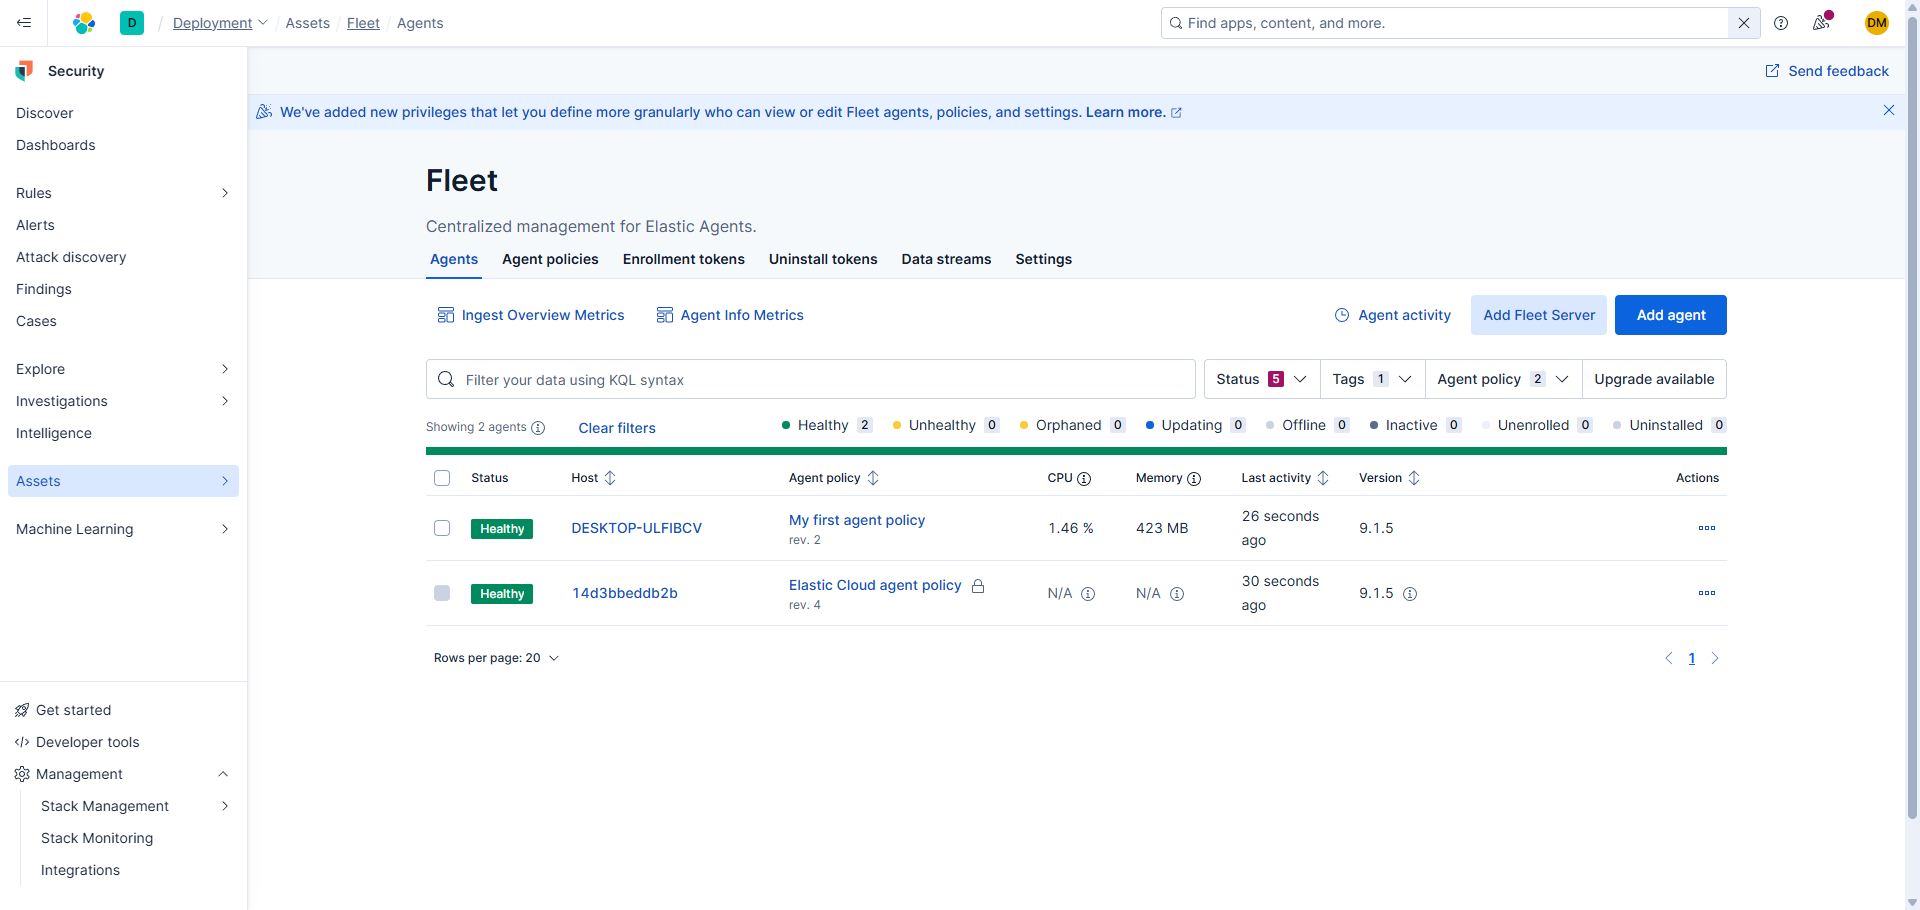 D / Deployment / Assets / Fleet / Agents
Find apps, content, and more.
DM
Security
Send feedback
Discover
Dashboards
Rules
Alerts
Attack discovery
Findings
Cases
Explore
Investigations
Intelligence
Assets
Machine Learning
Get started
Developer tools
Management
Stack Management
Stack Monitoring
Integrations
We've added new privileges that let you define more granularly who can view or edit Fleet agents, policies, and settings. Learn more.
Fleet
Centralized management for Elastic Agents.
Agents Agent policies Enrollment tokens Uninstall tokens Data streams Settings
Ingest Overview Metrics Agent Info Metrics Agent activity Add Fleet Server Add agent
Filter your data using KQL syntax Status 5 Tags 1 Agent policy 2 Upgrade available
Showing 2 agents Clear filters Healthy 2 Unhealthy 0 Orphaned 0 Updating 0 Offline 0 Inactive 0 Unenrolled 0 Uninstalled 0
Status Host Agent policy CPU Memory Last activity Version Actions
Healthy DESKTOP-ULFIBCV My first agent policy rev. 2 1.46 % 423 MB 26 seconds ago 9.1.5
Healthy 14d3bbeddb2b Elastic Cloud agent policy rev. 4 N/A N/A 30 seconds ago 9.1.5
Rows per page: 20 1